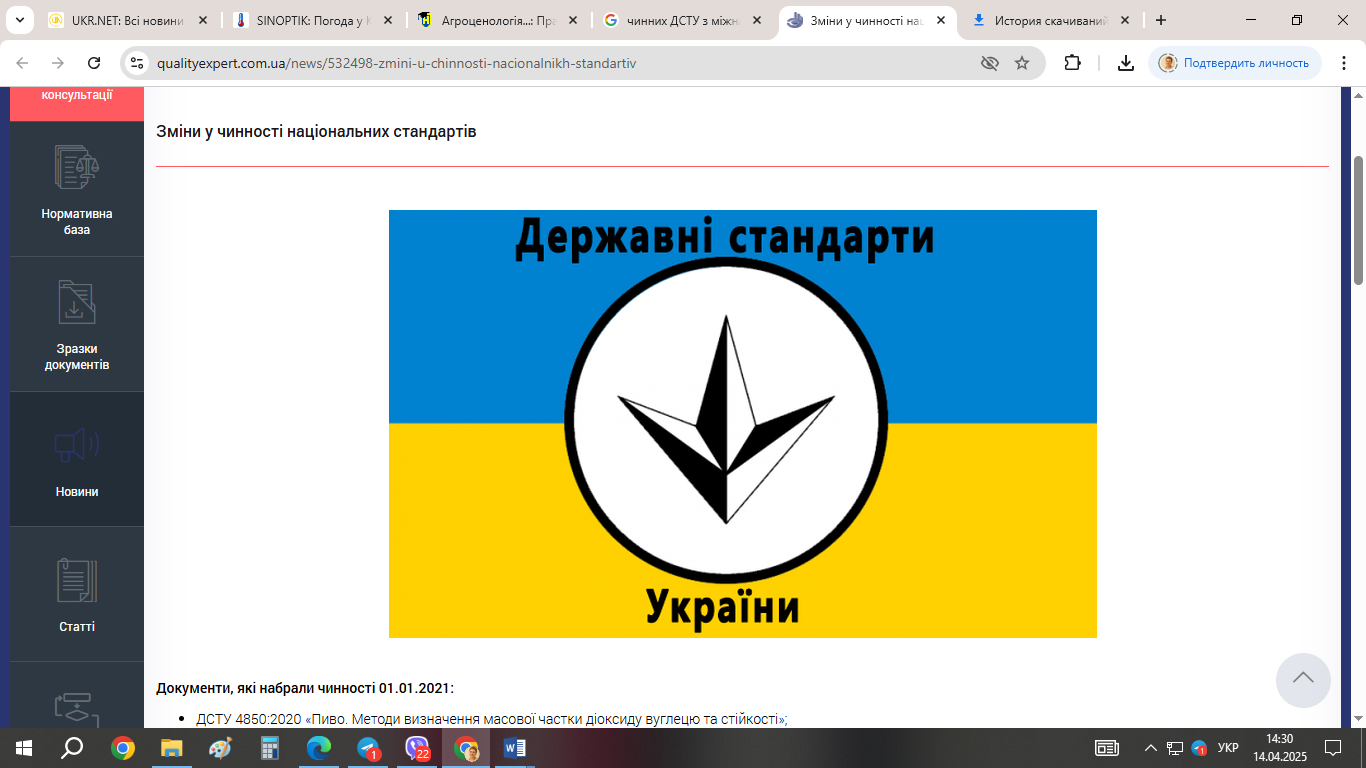 UKR.NET: Всі новини
SINOPTIK: Погода у К
Агроценологія...: Пра
чинних ДСТУ з міжн
Зміни у чинності нац
История скачиваний
qualityexpert.com.ua/news/532498-zmini-u-chinnosti-nacionalnikh-standartiv
Подтвердить личность
консультації
Нормативна
база
Зразки
документів
Новини
Статті
Зміни у чинності національних стандартів
Державні стандарти
України
Документи, які набрали чинності 01.01.2021:
ДСТУ 4850:2020 «Пиво. Методи визначення масової частки діоксиду вуглецю та стійкості»;
1
22
W
1
УКР
14:30
14.04.2025